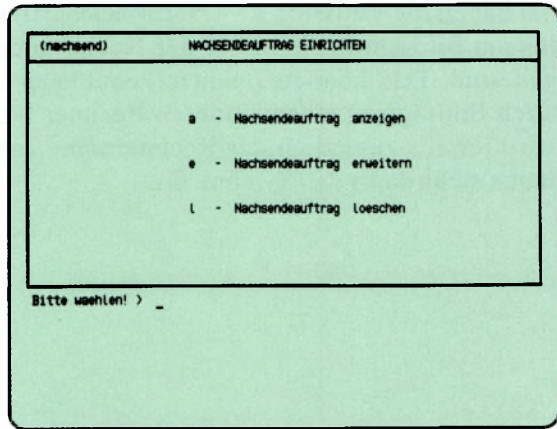 (nachsend) NACHSENDEAUFTRAG EINRICHTEN
a - Nachsendeauftrag anzeigen
e - Nachsendeauftrag erweitern
l - Nachsendeauftrag loeschen
Bitte waehlen! > _